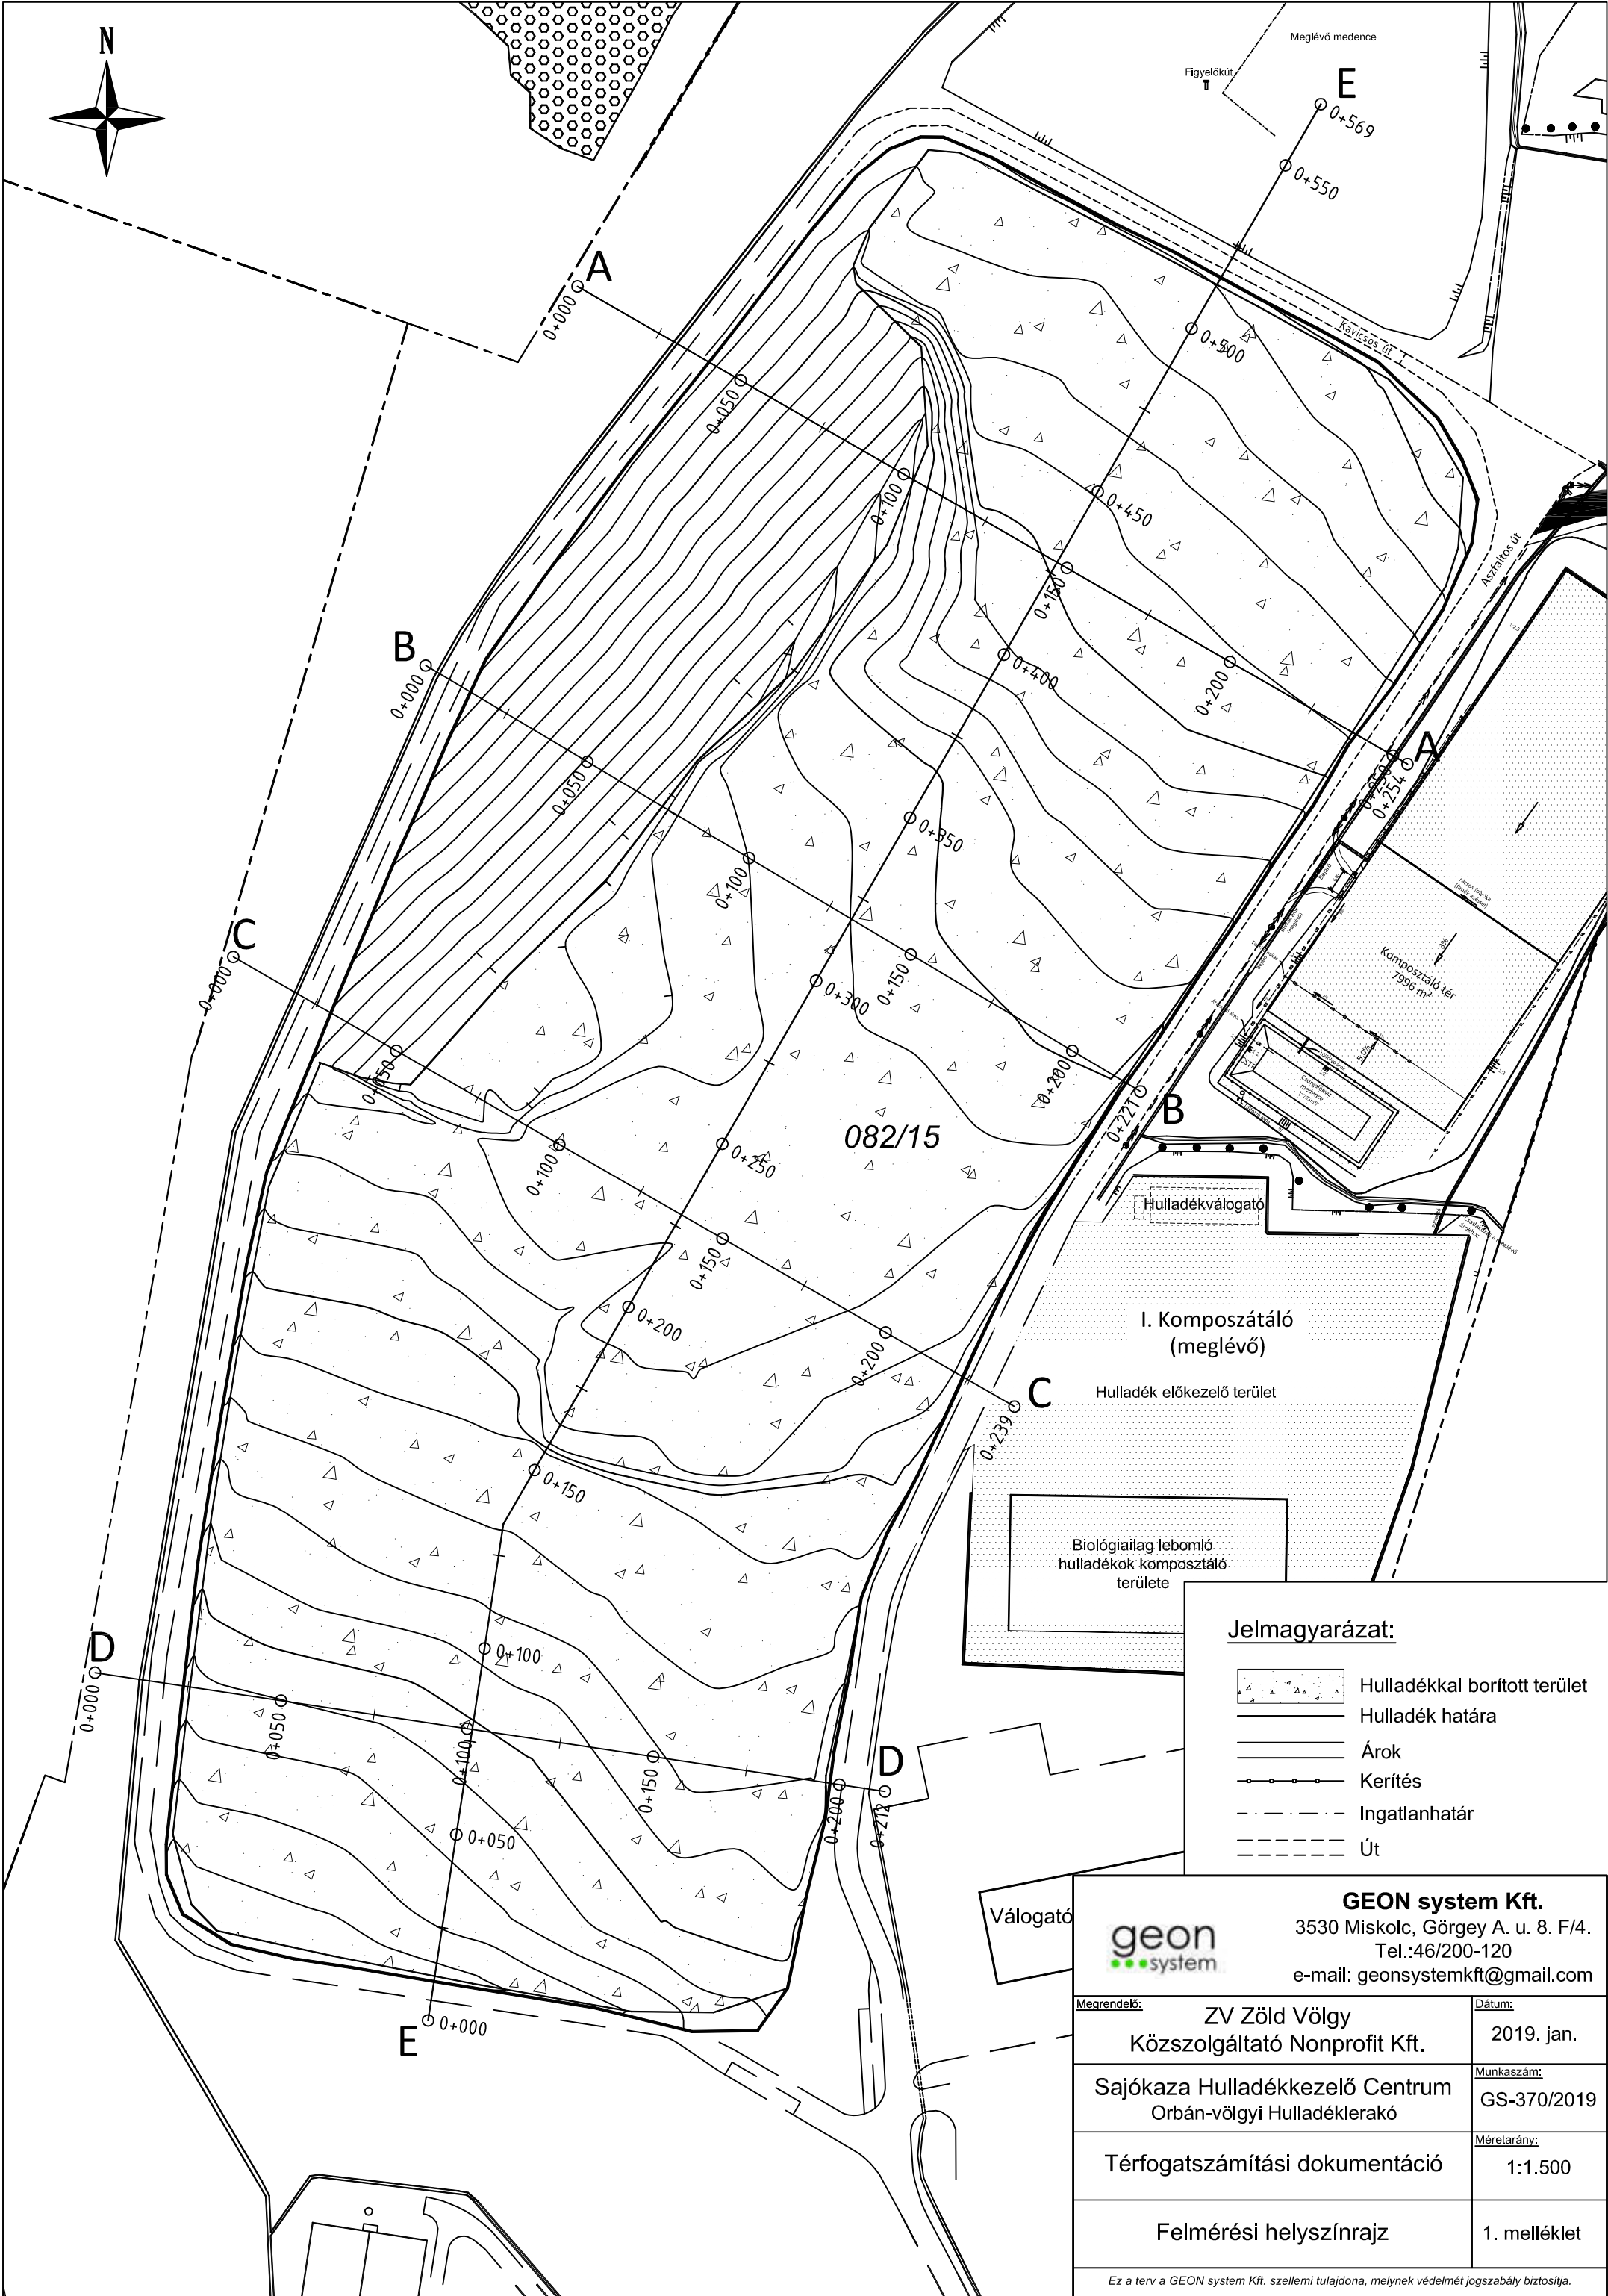 N
Meglévő medence
Figyelőkút
E
0+569
0+550
A
0+000
0+050
0+100
0+150
0+200
0+250
0+254
A
0+500
0+450
0+400
0+350
0+300
0+250
0+200
0+150
0+100
0+050
0+000
E
Kavicsos út
Aszfaltos út
B
0+000
0+050
0+100
0+150
0+200
0+221
B
C
0+000
0+050
0+100
0+150
0+200
0+239
C
D
0+000
0+050
0+100
0+150
0+200
0+212
D
082/15
Komposztáló tér
7996 m²
Hulladékválogató
I. Komposzátáló
(meglévő)
Hulladék előkezelő terület
Biológiailag lebomló
hulladékok komposztáló
területe
Válogató
Jelmagyarázat:
Hulladékkal borított terület
Hulladék határa
Árok
Kerítés
Ingatlanhatár
Út
geon
system
GEON system Kft.
3530 Miskolc, Görgey A. u. 8. F/4.
Tel.:46/200-120
e-mail: geonsystemkft@gmail.com
Megrendelő:
ZV Zöld Völgy
Közszolgáltató Nonprofit Kft.
Dátum:
2019. jan.
Sajókaza Hulladékkezelő Centrum
Orbán-völgyi Hulladéklerakó
Munkaszám:
GS-370/2019
Térfogatszámítási dokumentáció
Méretarány:
1:1.500
Felmérési helyszínrajz
1. melléklet
Ez a terv a GEON system Kft. szellemi tulajdona, melynek védelmét jogszabály biztosítja.